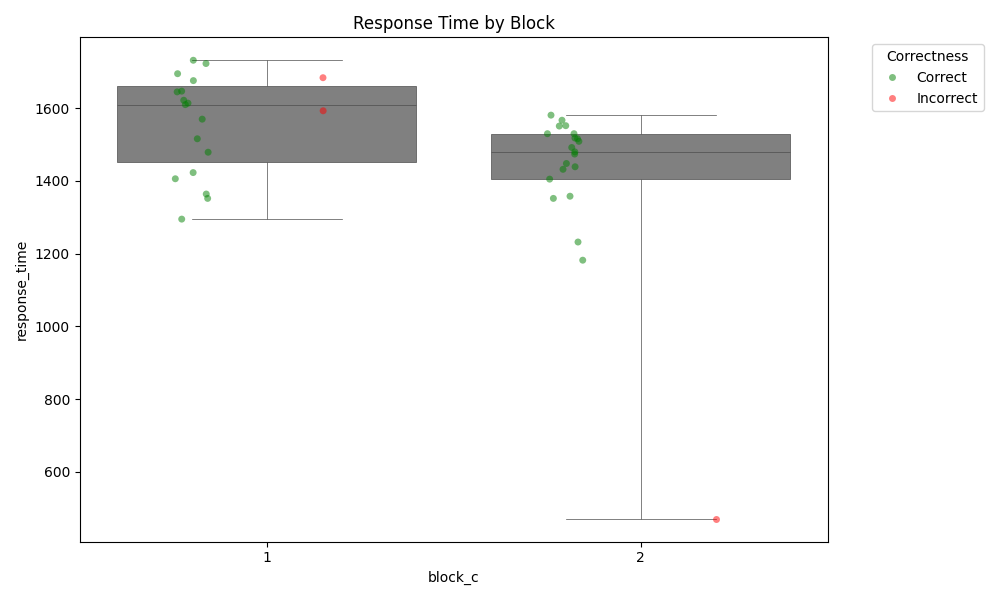 Response Time by Block
Correctness
Correct
Incorrect
response_time
1600
1400
1200
1000
800
600
1
2
block_c